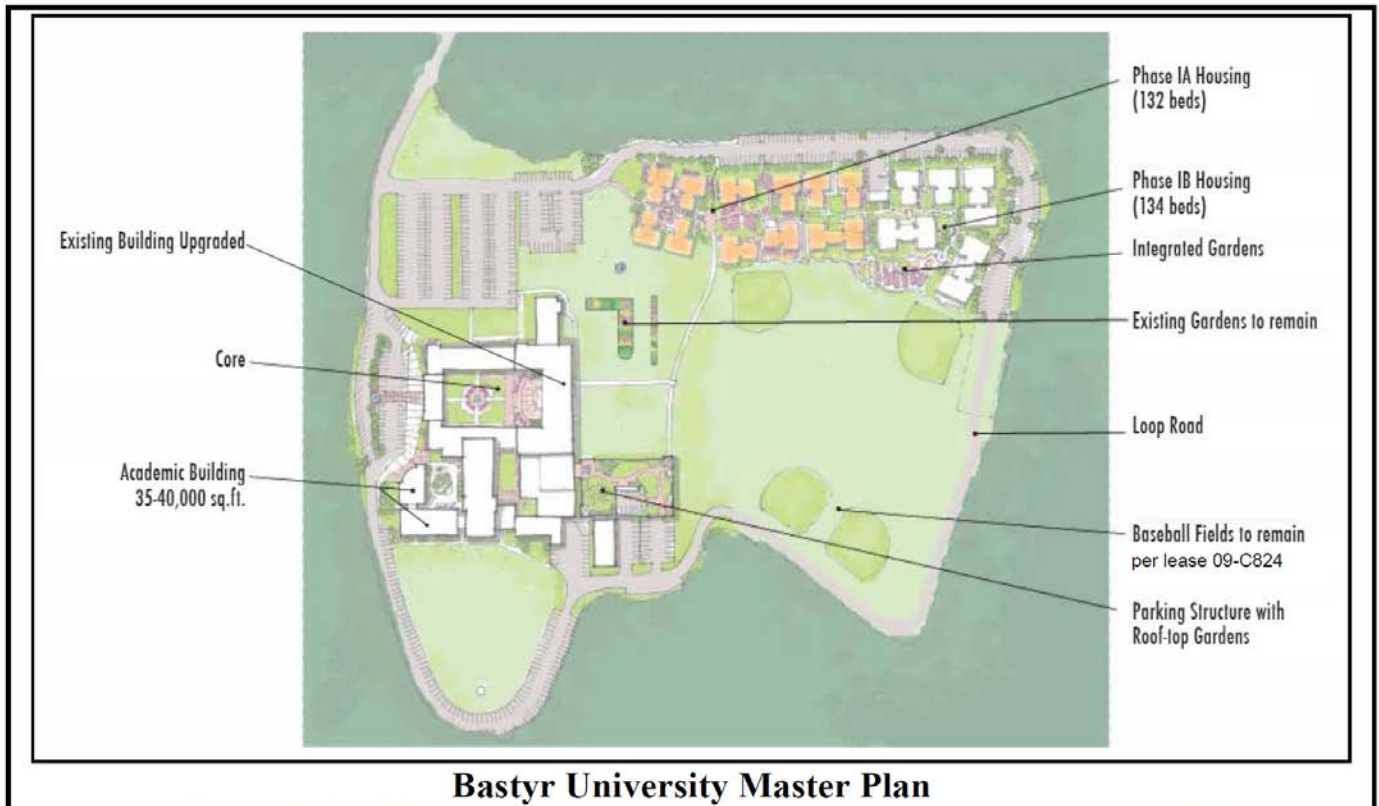 Phase IA Housing
(132 beds)
Phase IB Housing
(134 beds)
Integrated Gardens
Existing Building Upgraded
Existing Gardens to remain
Core
Loop Road
Academic Building
35-40,000 sq.ft.
Baseball Fields to remain
per lease 09-C824
Parking Structure with
Roof-top Gardens
Bastyr University Master Plan